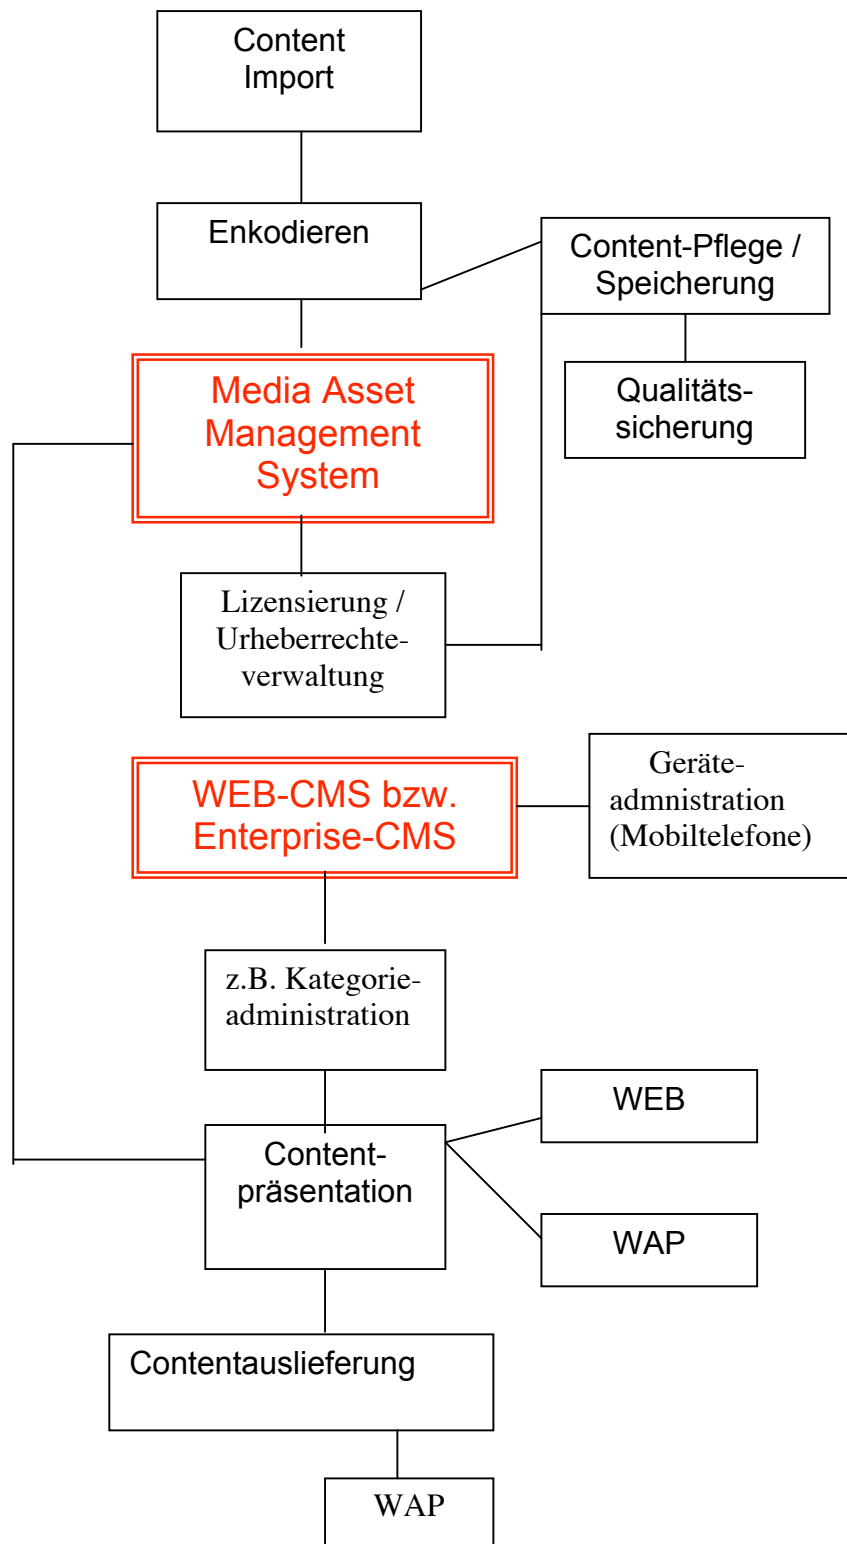 Content
Import
Enkodieren
Content-Pflege /
Speicherung
Media Asset
Management
System
Qualitäts-
sicherung
Lizensierung /
Urheberrechte-
verwaltung
WEB-CMS bzw.
Enterprise-CMS
Geräte-
admnistration
(Mobiltelefone)
z.B. Kategorie-
administration
Content-
präsentation
WEB
WAP
Contentauslieferung
WAP